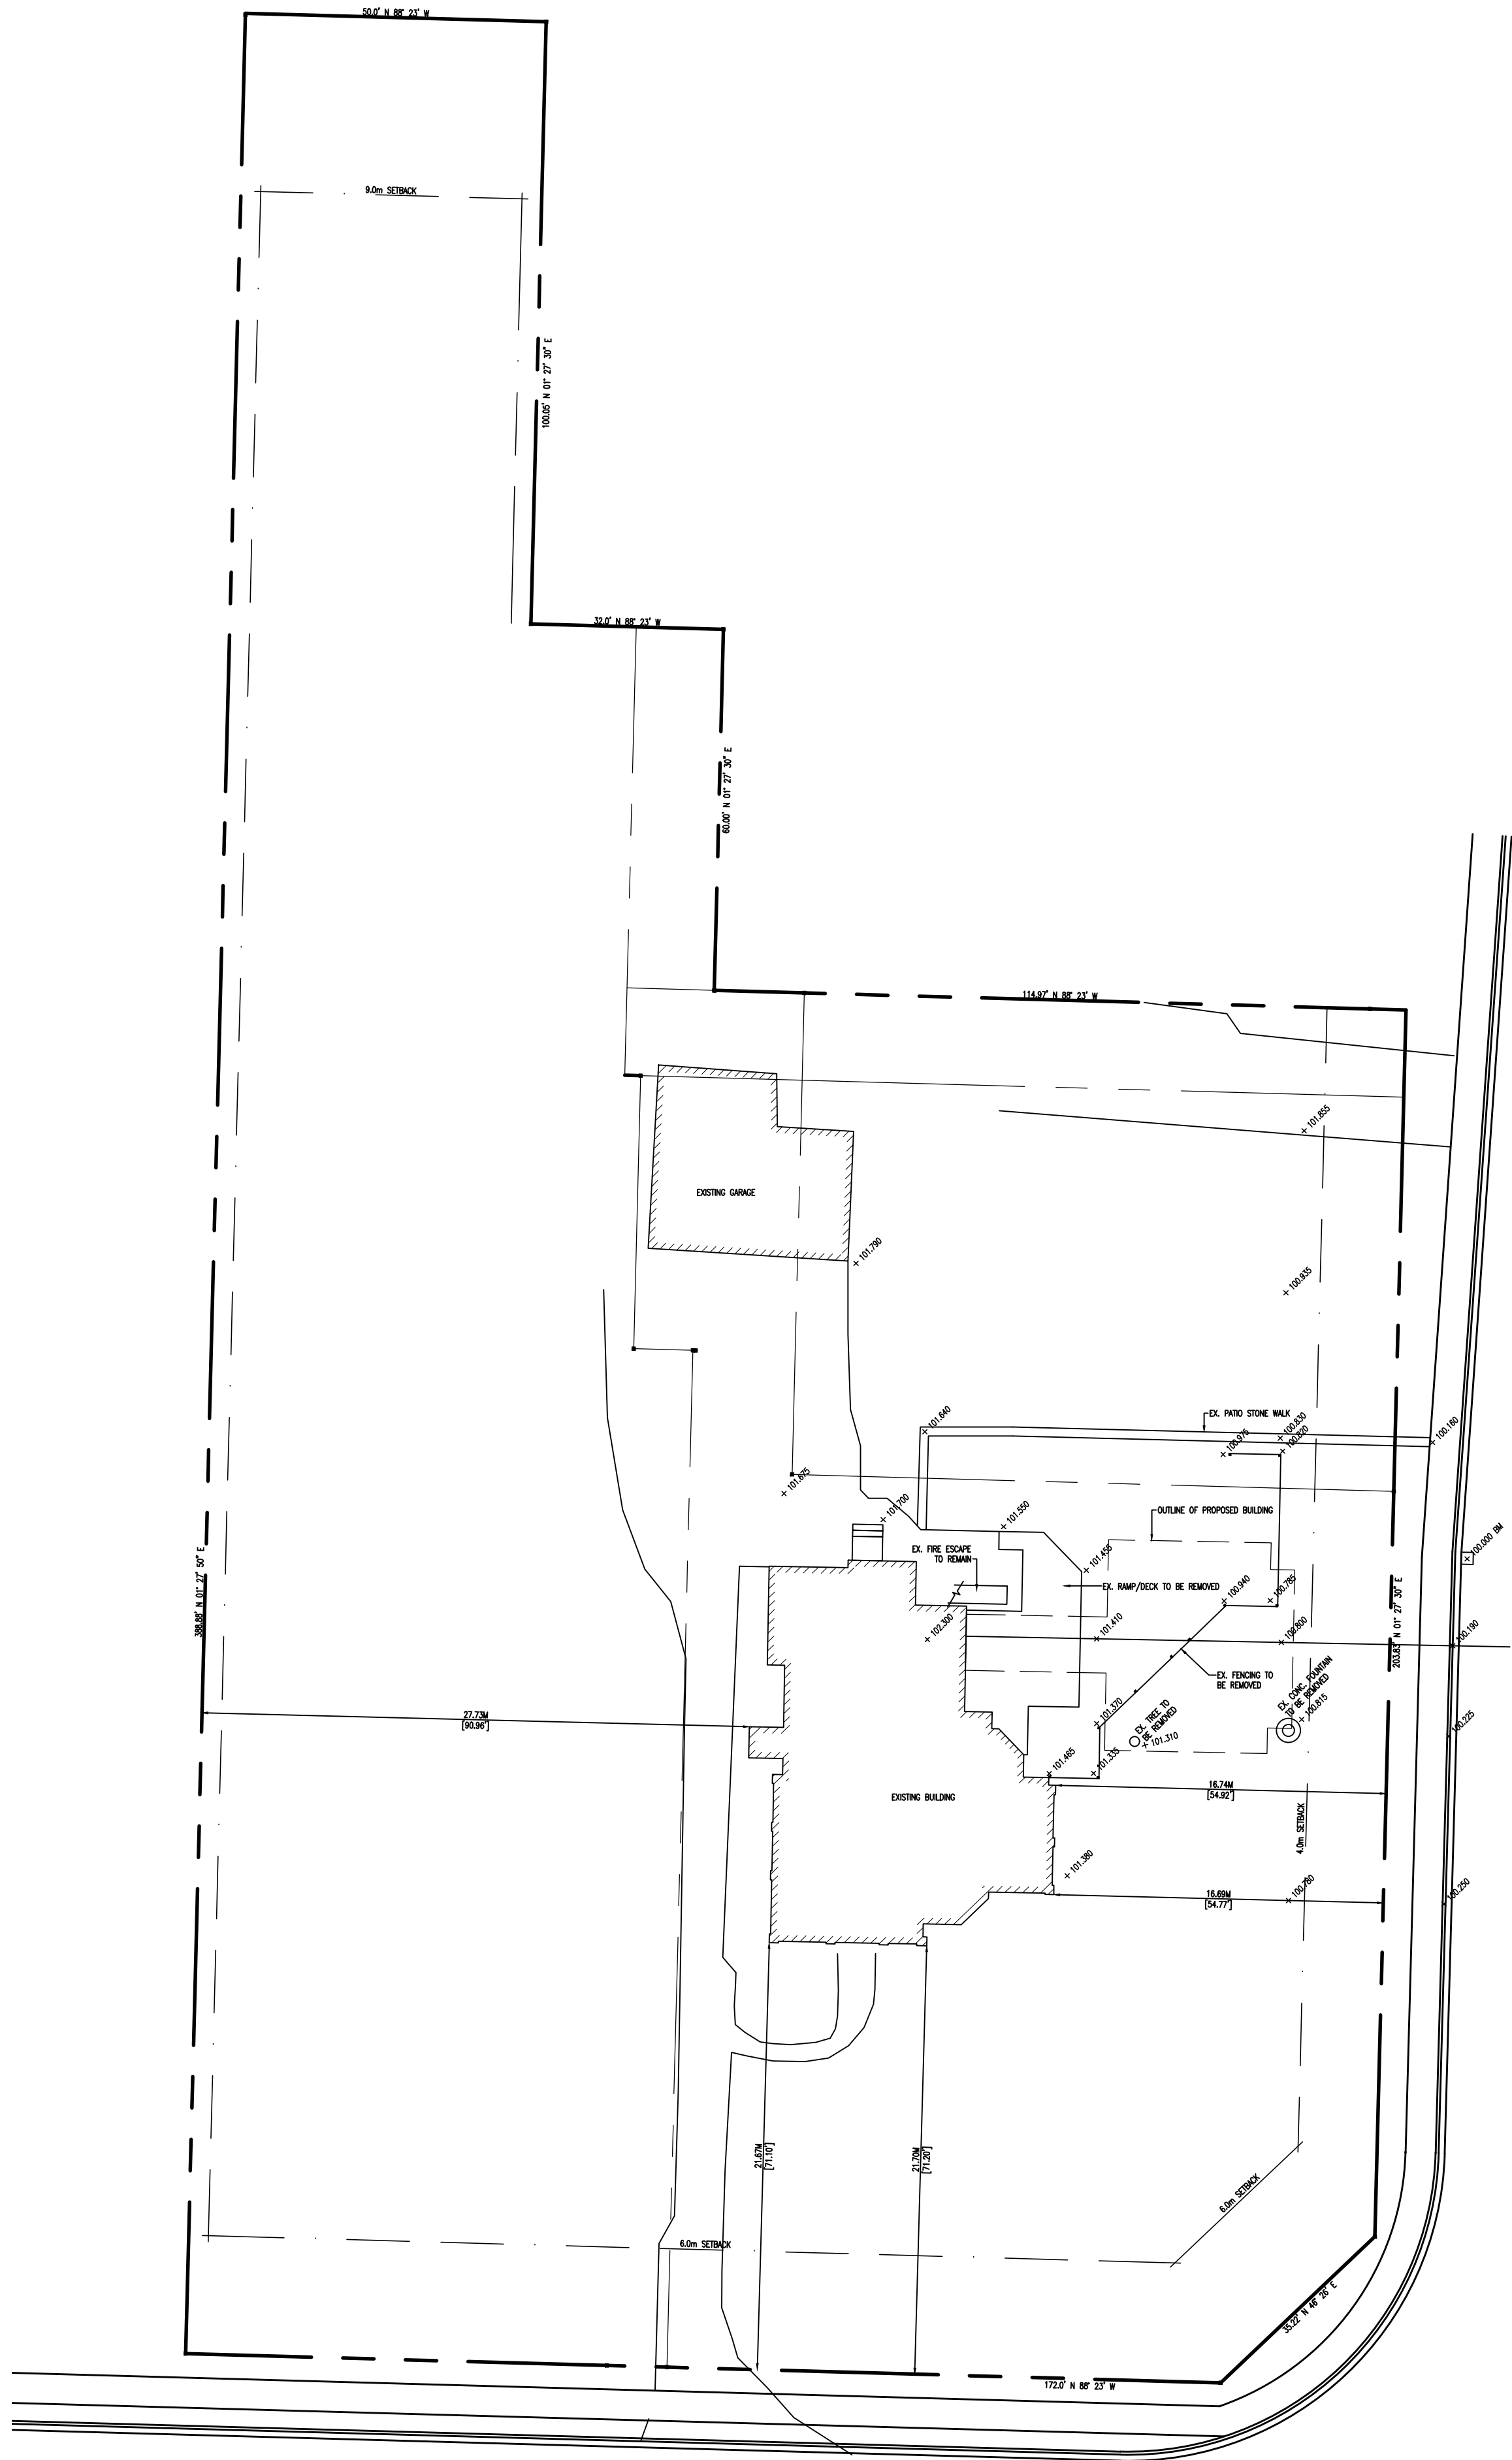 50.0' N 88° 23' W
9.0m SETBACK
100.05' N 01° 27' 30" E
32.0' N 88° 23' W
60.00' N 01° 27' 30" E
114.97' N 88° 23' W
101.855
EXISTING GARAGE
101.790
100.935
EX. PATIO STONE WALK
101.640
100.975
100.830
100.820
100.160
101.675
101.700
101.550
OUTLINE OF PROPOSED BUILDING
100.000 BM
EX. FIRE ESCAPE
TO REMAIN
101.455
EX. RAMP/DECK TO BE REMOVED
100.940
100.785
388.88' N 01° 27' 50" E
203.83' N 01° 27' 30" E
102.300
101.410
100.800
100.190
EX. FENCING TO
BE REMOVED
EX. CONC. FOUNTAIN
TO BE REMOVED
100.815
27.73M
[90.96']
101.370
EX. TREE TO
BE REMOVED
101.310
100.225
101.465
101.335
16.74M
[54.92']
EXISTING BUILDING
4.0m SETBACK
101.380
16.69M
[54.77']
100.780
100.250
21.67M
[71.10']
21.70M
[71.20']
6.0m SETBACK
6.0m SETBACK
35.22' N 46° 26' E
172.0' N 88° 23' W